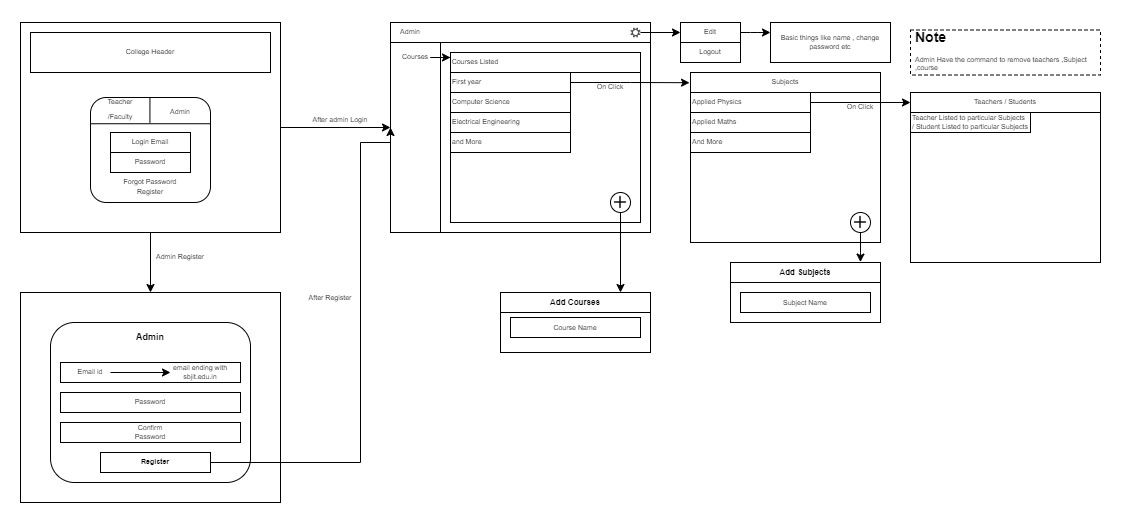 College Header
Teacher
/Faculty
Admin
Login Email
Password
Forgot Password
Register
After admin Login
Admin Register
After Register
Admin
Email id
email ending with
sbjit.edu.in
Password
Confirm
Password
Register
Admin
Courses
Courses Listed
First year
Computer Science
Electrical Engineering
and More
On Click
Add Courses
Course Name
Edit
Logout
Basic things like name , change
password etc
Subjects
Applied Physics
Applied Maths
And More
On Click
Add Subjects
Subject Name
Note
Admin Have the command to remove teachers ,Subject
,course
Teachers / Students
Teacher Listed to particular Subjects
/ Student Listed to particular Subjects